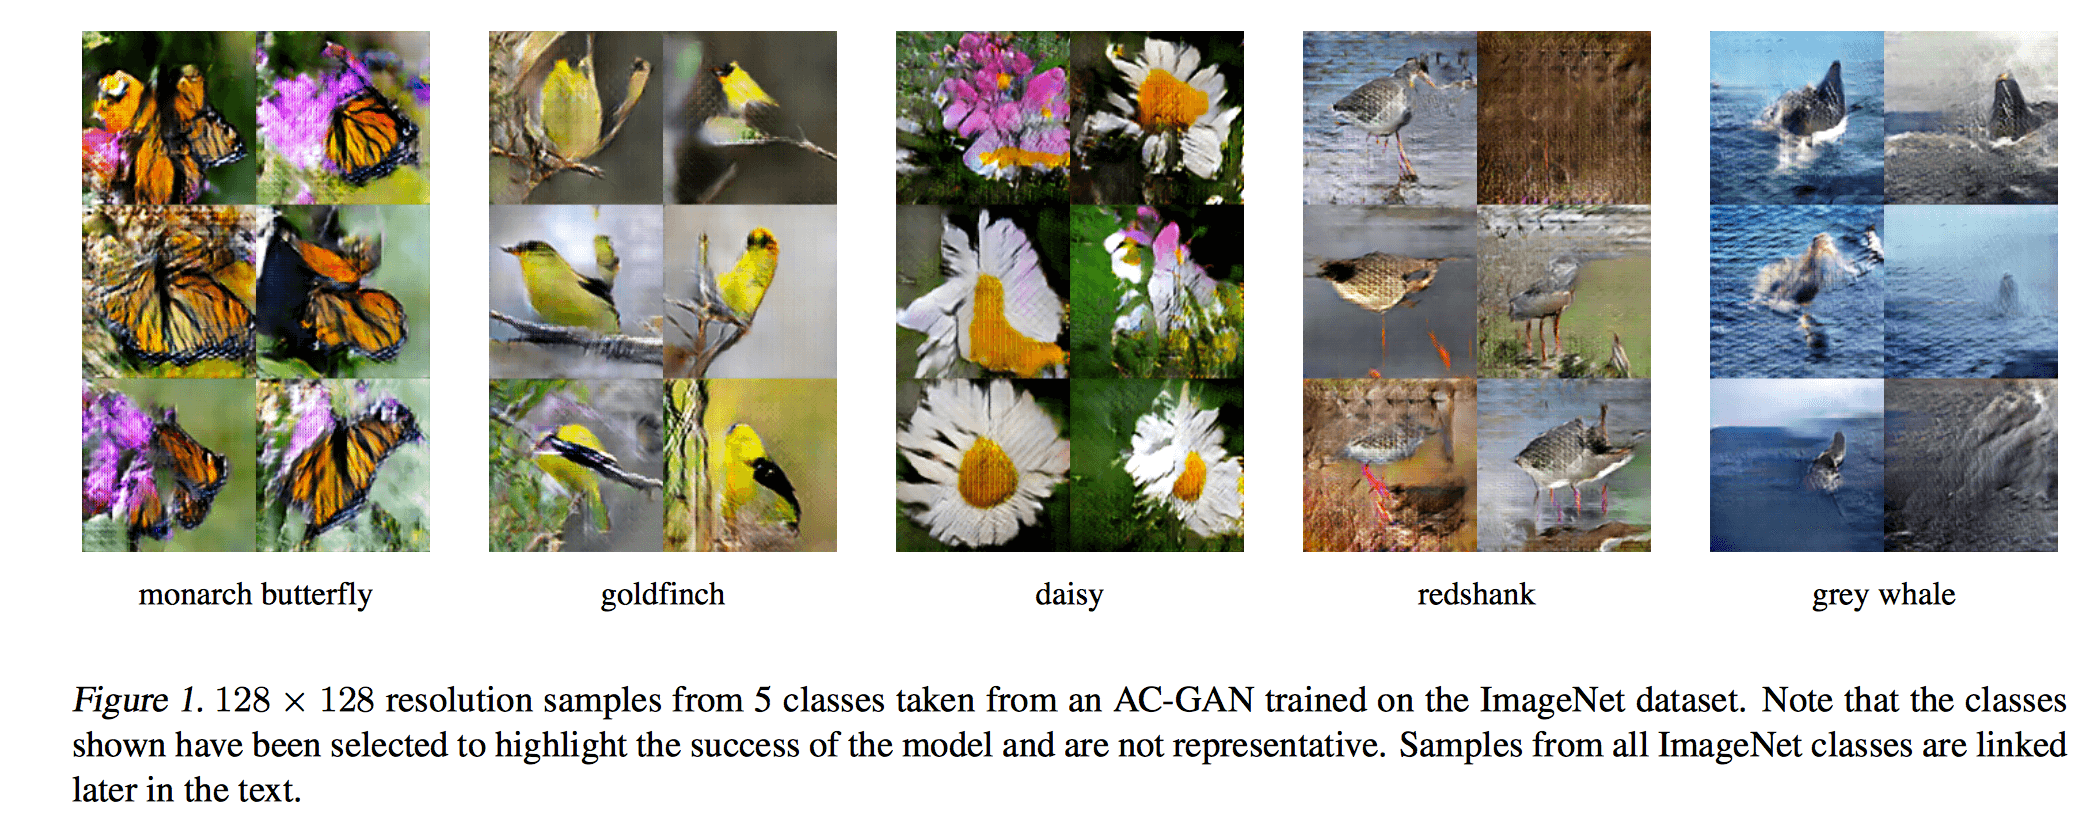 monarch butterfly
goldfinch
daisy
redshank
grey whale
Figure 1. 128 × 128 resolution samples from 5 classes taken from an AC-GAN trained on the ImageNet dataset. Note that the classes
shown have been selected to highlight the success of the model and are not representative. Samples from all ImageNet classes are linked
later in the text.